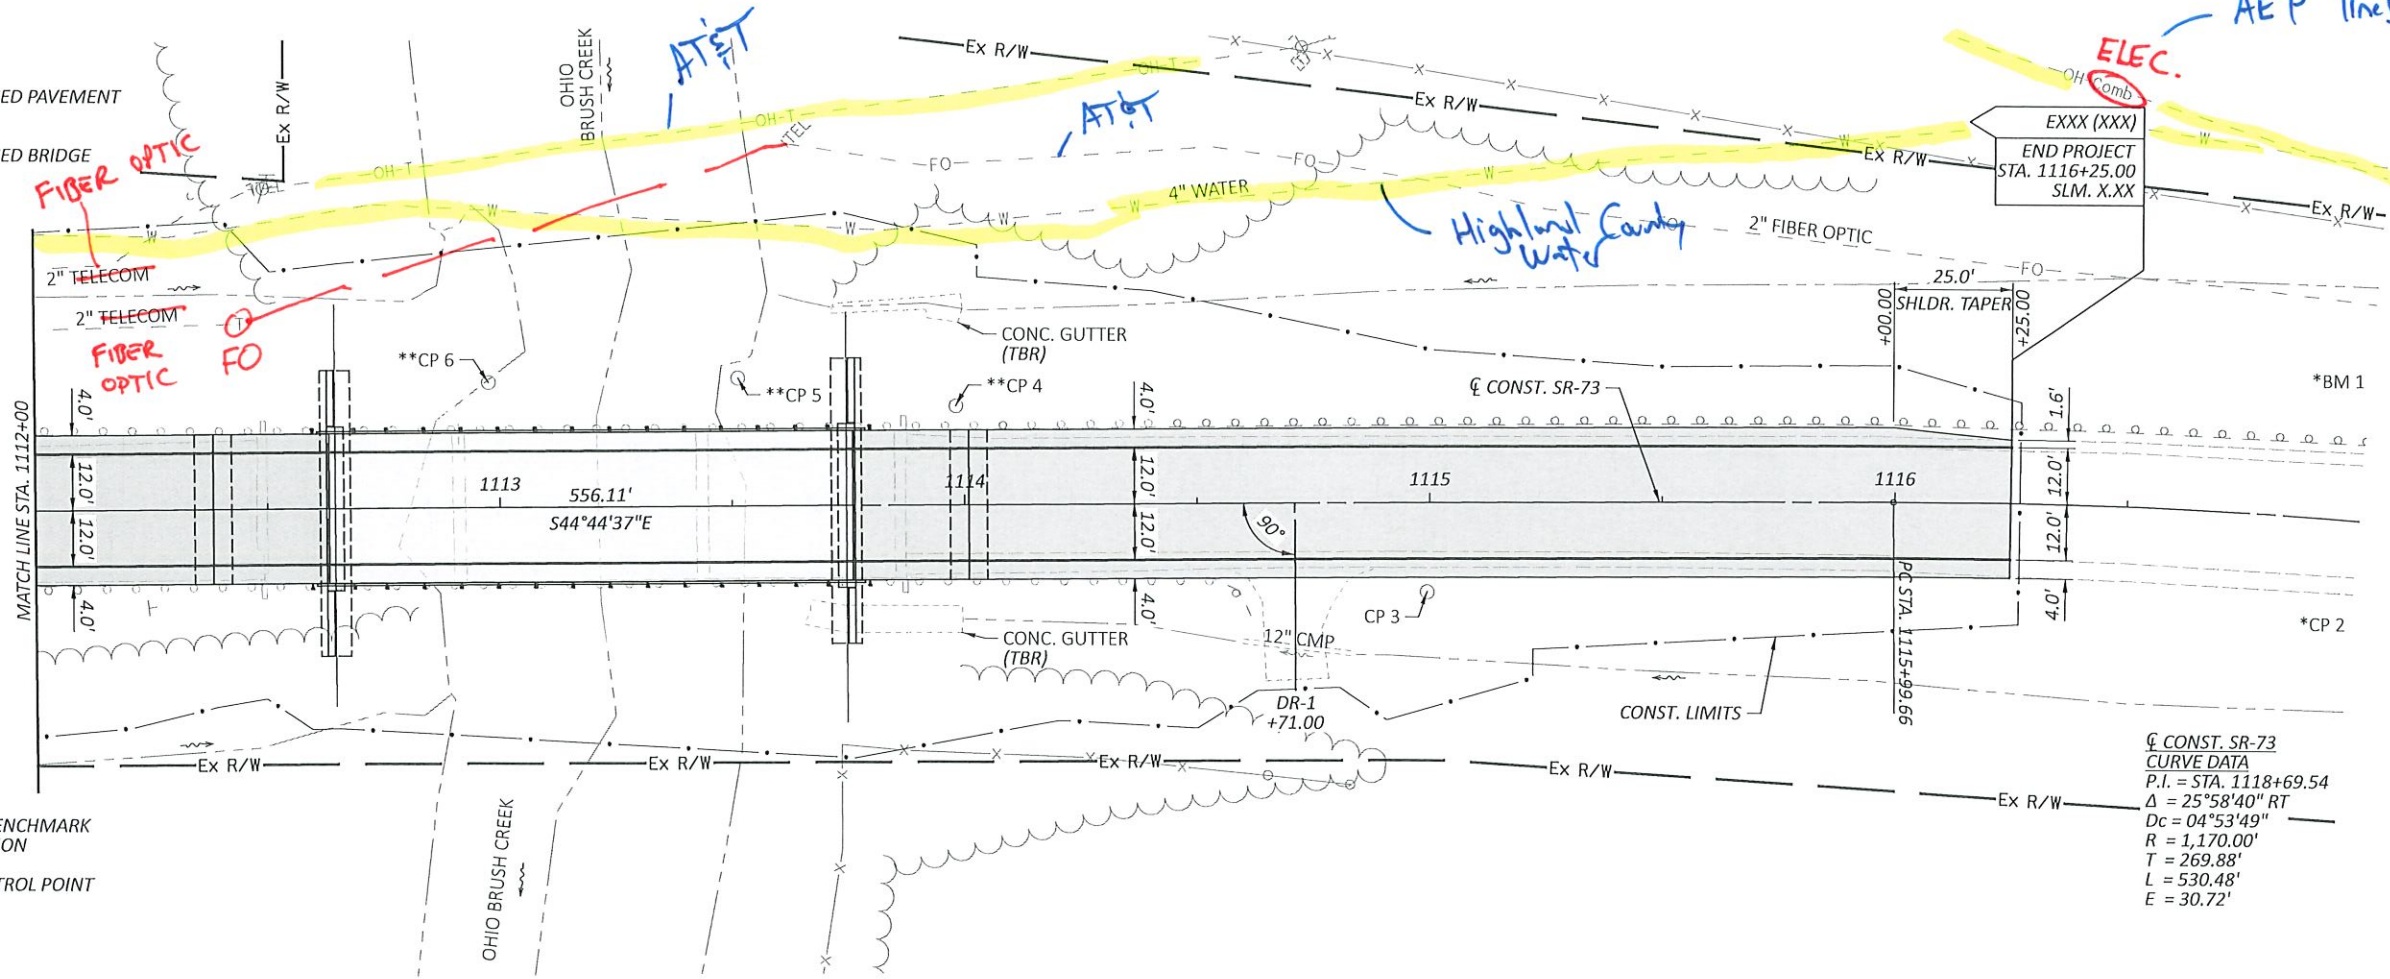 AEP line
ELEC.
AT&T
AT&T
OHIO
BRUSH CREEK
Ex R/W
Ex R/W
Ex R/W
Ex R/W
Ex R/W
ED PAVEMENT
ED BRIDGE
FIBER OPTIC
OH-T
OH-T
OH-T
TEL
OH-Comb
EXXX (XXX)
END PROJECT
STA. 1116+25.00
SLM. X.XX
FO
FO
4" WATER
W
W
W
W
W
W
W
W
Highland County
Water
2" FIBER OPTIC
FO
2" TELECOM
2" TELECOM
T
FO
FIBER
OPTIC
25.0'
SHLDR. TAPER
+00.00
+25.00
CONC. GUTTER
(TBR)
**CP 6
**CP 5
**CP 4
℄ CONST. SR-73
*BM 1
MATCH LINE STA. 1112+00
4.0'
12.0'
12.0'
4.0'
4.0'
12.0'
12.0'
4.0'
1.6'
12.0'
12.0'
4.0'
1113
1114
1115
1116
556.11'
S44°44'37"E
90°
CP 3
*CP 2
PC STA. 1115+99.66
CONC. GUTTER
(TBR)
12" CMP
DR-1
+71.00
CONST. LIMITS
Ex R/W
Ex R/W
Ex R/W
Ex R/W
Ex R/W
OHIO BRUSH CREEK
ENCHMARK
ON
TROL POINT
℄ CONST. SR-73
CURVE DATA
P.I. = STA. 1118+69.54
Δ = 25°58'40" RT
Dc = 04°53'49"
R = 1,170.00'
T = 269.88'
L = 530.48'
E = 30.72'